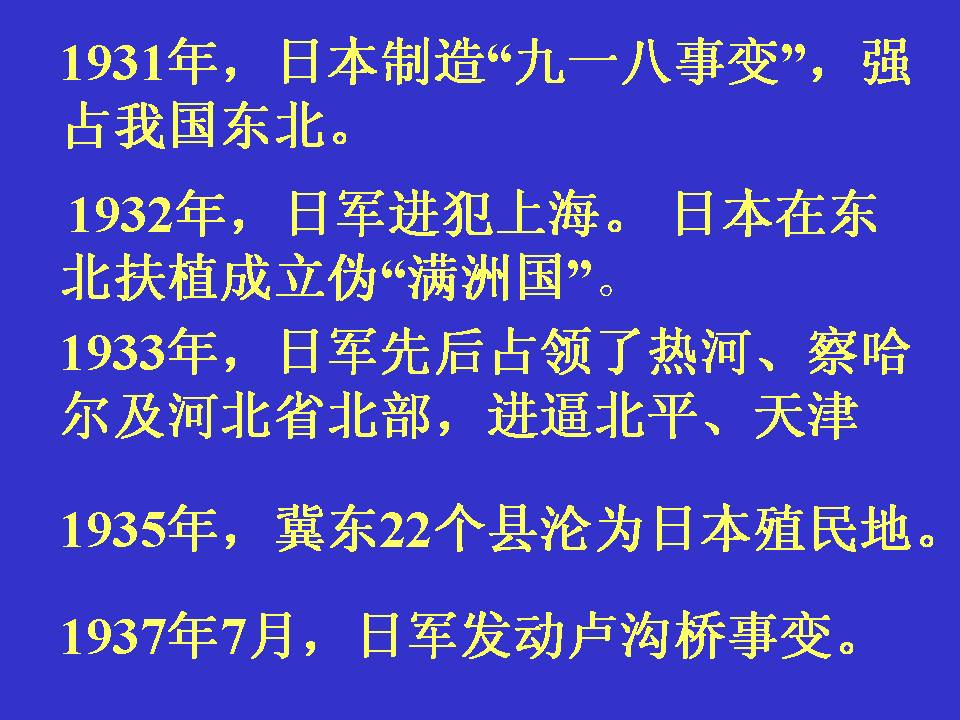 1931年，日本制造“九一八事变”，强
占我国东北。
1932年，日军进犯上海。 日本在东
北扶植成立伪“满洲国”。
1933年，日军先后占领了热河、察哈
尔及河北省北部，进逼北平、天津
1935年，冀东22个县沦为日本殖民地。
1937年7月，日军发动卢沟桥事变。